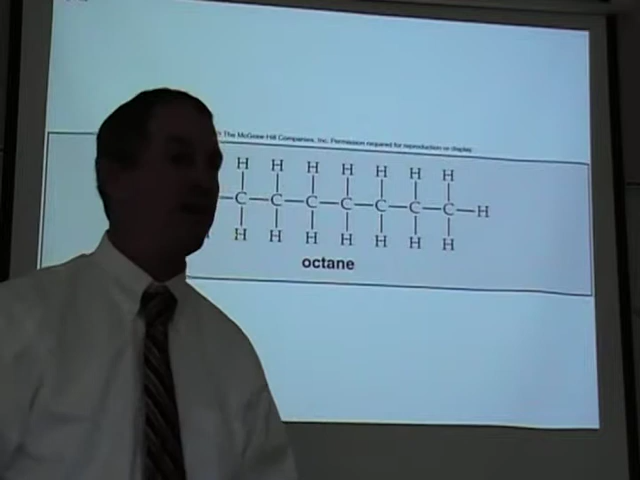 The McGraw-Hill Companies, Inc. Permission required for reproduction or display.
H H H H H H H
–C–C–C–C–C–C–C–H
H H H H H H H
octane